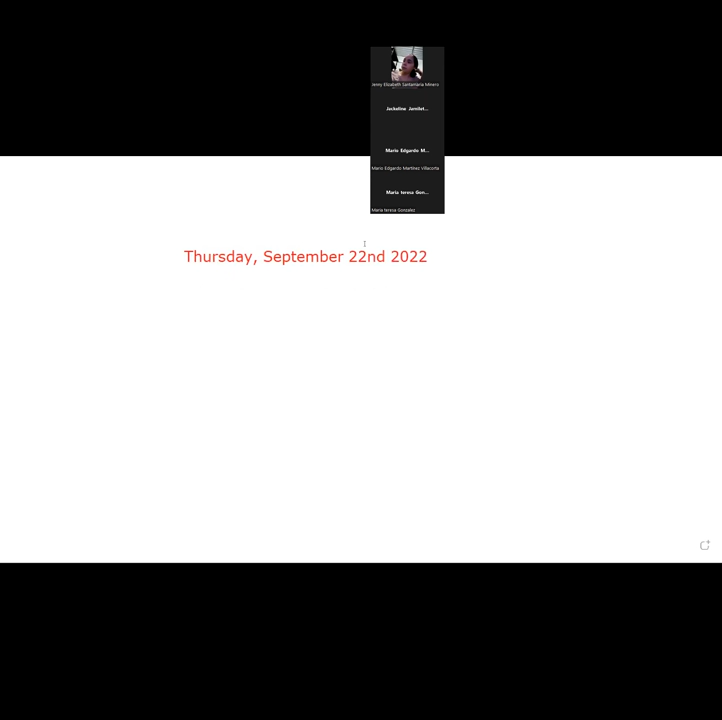 Jenny Elizabeth Santamaria Minero
Jackeline Jamilet...
Mario Edgardo M...
Mario Edgardo Martinez Villacorta
Maria teresa Gon...
Maria teresa Gonzalez
Thursday, September 22nd 2022